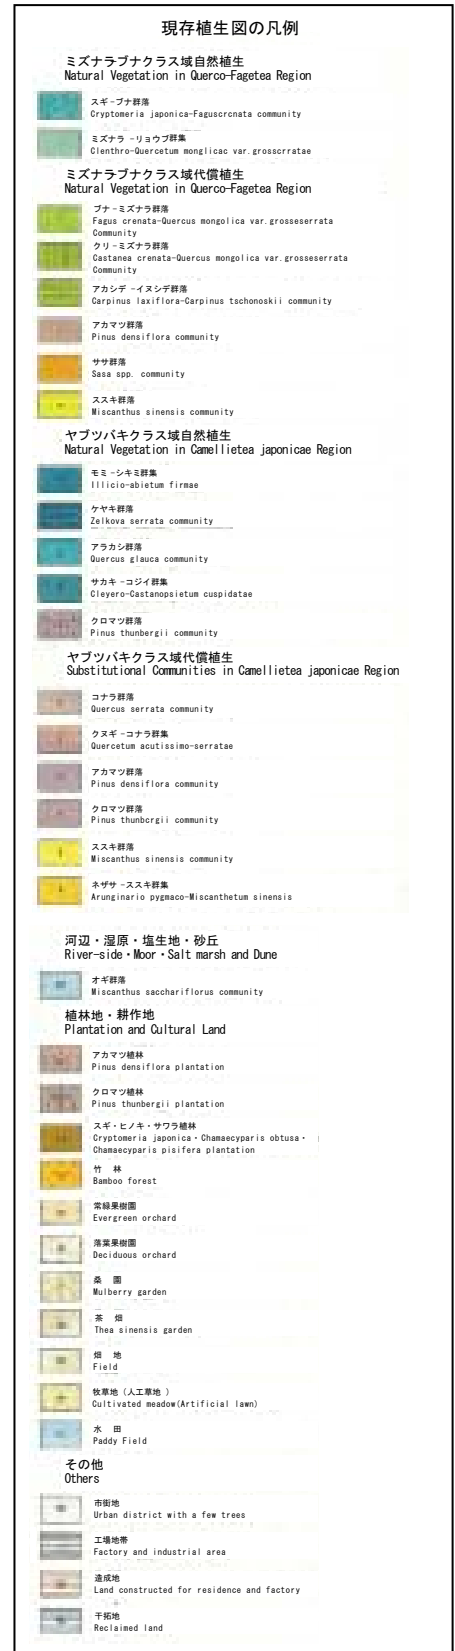 現存植生図の凡例
ミズナラブナクラス域自然植生
Natural Vegetation in Querco-Fagetea Region
スギ-ブナ群落
Cryptomeria japonica-Faguscrcnata community
ミズナラ -リョウブ群集
Clenthro-Quercetum monglicac var.grosscrratae
ミズナラブナクラス域代償植生
Natural Vegetation in Querco-Fagetea Region
ブナ-ミズナラ群落
Fagus crenata-Quercus mongolica var.grosseserrata
Community
クリ-ミズナラ群落
Castanea crenata-Quercus mongolica var.grosseserrata
Community
アカシデ -イヌシデ群落
Carpinus laxiflora-Carpinus tschonoskii community
アカマツ群落
Pinus densiflora community
ササ群落
Sasa spp. community
ススキ群落
Miscanthus sinensis community
ヤブツバキクラス域自然植生
Natural Vegetation in Camellietea japonicae Region
モミ-シキミ群集
Illicio-abietum firmae
ケヤキ群落
Zelkova serrata community
アラカシ群落
Quercus glauca community
サカキ -コジイ群集
Cleyero-Castanopsietum cuspidatae
クロマツ群落
Pinus thunbergii community
ヤブツバキクラス域代償植生
Substitutional Communities in Camellietea japonicae Region
コナラ群落
Quercus serrata community
クヌギ -コナラ群集
Quercetum acutissimo-serratae
アカマツ群落
Pinus densiflora community
クロマツ群落
Pinus thunborgii community
ススキ群落
Miscanthus sinensis community
ネザサ -ススキ群集
Arunginario pygmaco-Miscanthetum sinensis
河辺・湿原・塩生地・砂丘
River-side・Moor・Salt marsh and Dune
オギ群落
Miscanthus sacchariflorus community
植林地・耕作地
Plantation and Cultural Land
アカマツ植林
Pinus densiflora plantation
クロマツ植林
Pinus thunbergii plantation
スギ・ヒノキ・サワラ植林
Cryptomeria japonica・Chamaecyparis obtusa・
Chamaecyparis pisifera plantation
竹 林
Bamboo forest
常緑果樹園
Evergreen orchard
落葉果樹園
Deciduous orchard
桑 園
Mulberry garden
茶 畑
Thea sinensis garden
畑 地
Field
牧草地（人工草地 ）
Cultivated meadow(Artificial lawn)
水 田
Paddy Field
その他
Others
市街地
Urban district with a few trees
工場地帯
Factory and industrial area
造成地
Land constructed for residence and factory
干拓地
Reclaimed land